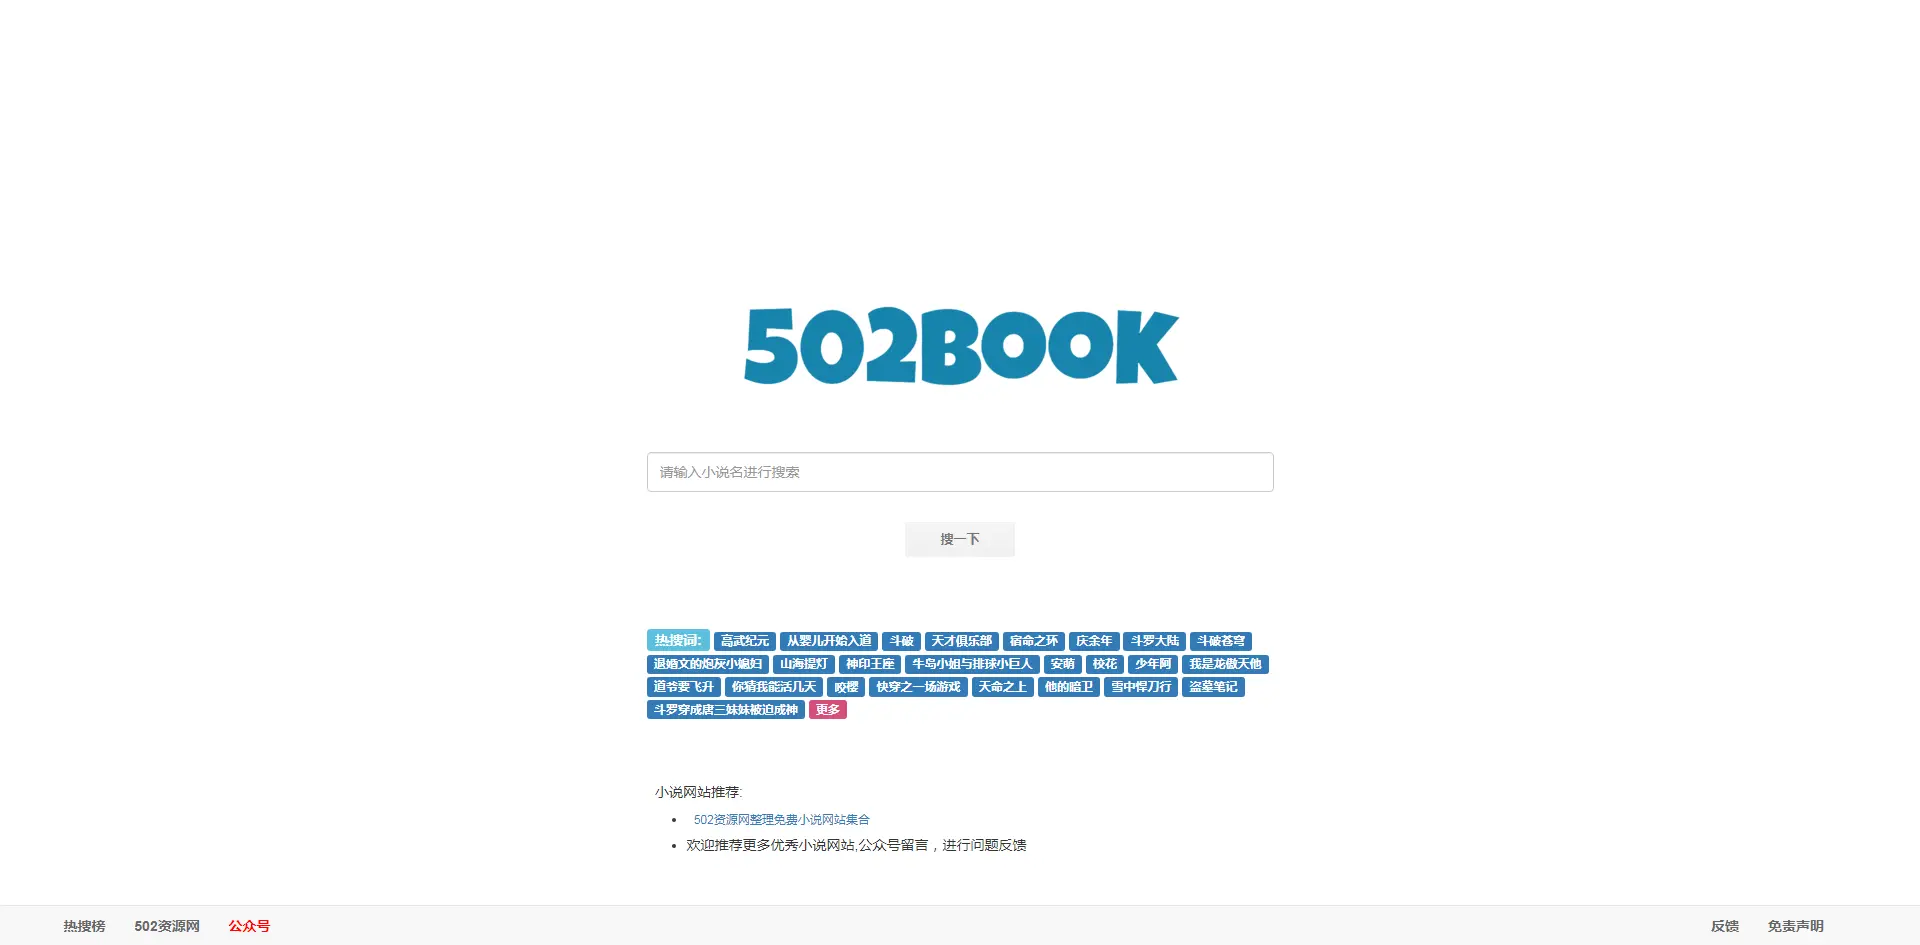 502BOOK
请输入小说名进行搜索
搜一下
热搜词: 高武纪元 从婴儿开始入道 斗破 天才俱乐部 宿命之环 庆余年 斗罗大陆 斗破苍穹
退婚文的炮灰小媳妇 山海提灯 神印王座 牛岛小姐与排球小巨人 安萌 校花 少年阿 我是龙傲天他
道爷要飞升 你猜我能活几天 咬樱 快穿之一场游戏 天命之上 他的暗卫 雪中悍刀行 盗墓笔记
斗罗穿成唐三妹妹被迫成神 更多
小说网站推荐:
502资源网整理免费小说网站集合
欢迎推荐更多优秀小说网站,公众号留言，进行问题反馈
热搜榜 502资源网 公众号 反馈 免责声明